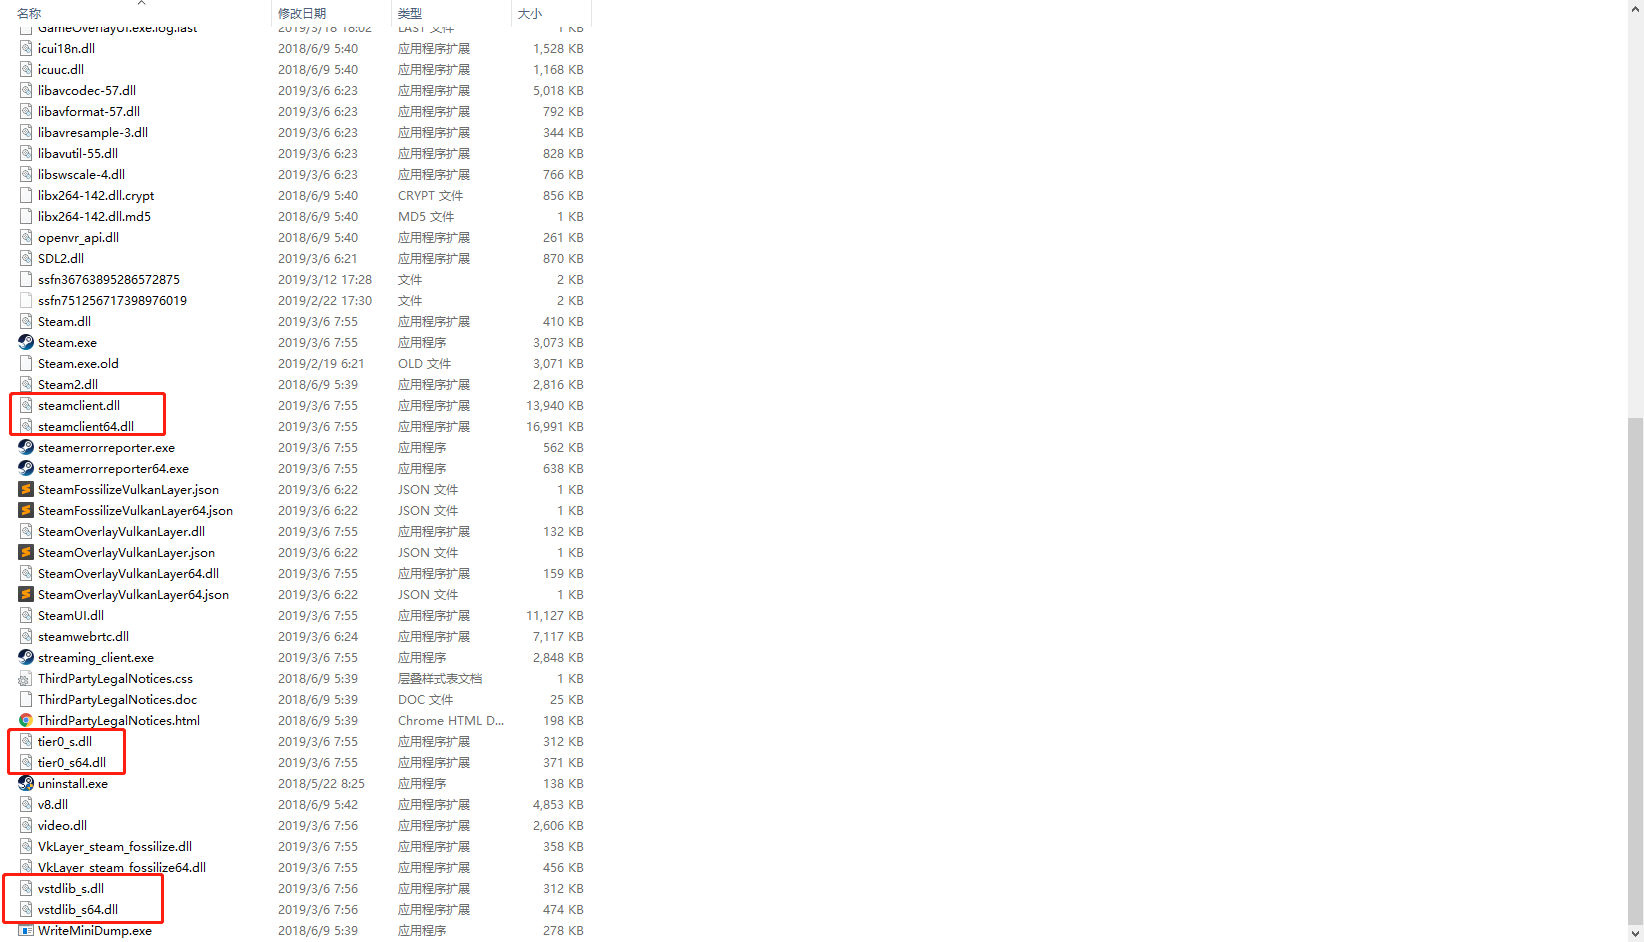 名称 修改日期 类型 大小
GameOverlayUI.exe.log.last 2019/3/18 18:02 LAST 文件 1 KB
icui18n.dll 2018/6/9 5:40 应用程序扩展 1,528 KB
icuuc.dll 2018/6/9 5:40 应用程序扩展 1,168 KB
libavcodec-57.dll 2019/3/6 6:23 应用程序扩展 5,018 KB
libavformat-57.dll 2019/3/6 6:23 应用程序扩展 792 KB
libavresample-3.dll 2019/3/6 6:23 应用程序扩展 344 KB
libavutil-55.dll 2019/3/6 6:23 应用程序扩展 828 KB
libswscale-4.dll 2019/3/6 6:23 应用程序扩展 766 KB
libx264-142.dll.crypt 2018/6/9 5:40 CRYPT 文件 856 KB
libx264-142.dll.md5 2018/6/9 5:40 MD5 文件 1 KB
openvr_api.dll 2018/6/9 5:40 应用程序扩展 261 KB
SDL2.dll 2019/3/6 6:21 应用程序扩展 870 KB
ssfn36763895286572875 2019/3/12 17:28 文件 2 KB
ssfn751256717398976019 2019/2/22 17:30 文件 2 KB
Steam.dll 2019/3/6 7:55 应用程序扩展 410 KB
Steam.exe 2019/3/6 7:55 应用程序 3,073 KB
Steam.exe.old 2019/2/19 6:21 OLD 文件 3,071 KB
Steam2.dll 2018/6/9 5:39 应用程序扩展 2,816 KB
steamclient.dll 2019/3/6 7:55 应用程序扩展 13,940 KB
steamclient64.dll 2019/3/6 7:55 应用程序扩展 16,991 KB
steamerrorreporter.exe 2019/3/6 7:55 应用程序 562 KB
steamerrorreporter64.exe 2019/3/6 7:55 应用程序 638 KB
SteamFossilizeVulkanLayer.json 2019/3/6 6:22 JSON 文件 1 KB
SteamFossilizeVulkanLayer64.json 2019/3/6 6:22 JSON 文件 1 KB
SteamOverlayVulkanLayer.dll 2019/3/6 7:55 应用程序扩展 132 KB
SteamOverlayVulkanLayer.json 2019/3/6 6:22 JSON 文件 1 KB
SteamOverlayVulkanLayer64.dll 2019/3/6 7:55 应用程序扩展 159 KB
SteamOverlayVulkanLayer64.json 2019/3/6 6:22 JSON 文件 1 KB
SteamUI.dll 2019/3/6 7:55 应用程序扩展 11,127 KB
steamwebrtc.dll 2019/3/6 6:24 应用程序扩展 7,117 KB
streaming_client.exe 2019/3/6 7:55 应用程序 2,848 KB
ThirdPartyLegalNotices.css 2018/6/9 5:39 层叠样式表文档 1 KB
ThirdPartyLegalNotices.doc 2018/6/9 5:39 DOC 文件 25 KB
ThirdPartyLegalNotices.html 2018/6/9 5:39 Chrome HTML D... 198 KB
tier0_s.dll 2019/3/6 7:55 应用程序扩展 312 KB
tier0_s64.dll 2019/3/6 7:55 应用程序扩展 371 KB
uninstall.exe 2018/5/22 8:25 应用程序 138 KB
v8.dll 2018/6/9 5:42 应用程序扩展 4,853 KB
video.dll 2019/3/6 7:56 应用程序扩展 2,606 KB
VkLayer_steam_fossilize.dll 2019/3/6 7:55 应用程序扩展 358 KB
VkLayer_steam_fossilize64.dll 2019/3/6 7:55 应用程序扩展 456 KB
vstdlib_s.dll 2019/3/6 7:56 应用程序扩展 312 KB
vstdlib_s64.dll 2019/3/6 7:56 应用程序扩展 474 KB
WriteMiniDump.exe 2018/6/9 5:39 应用程序 278 KB